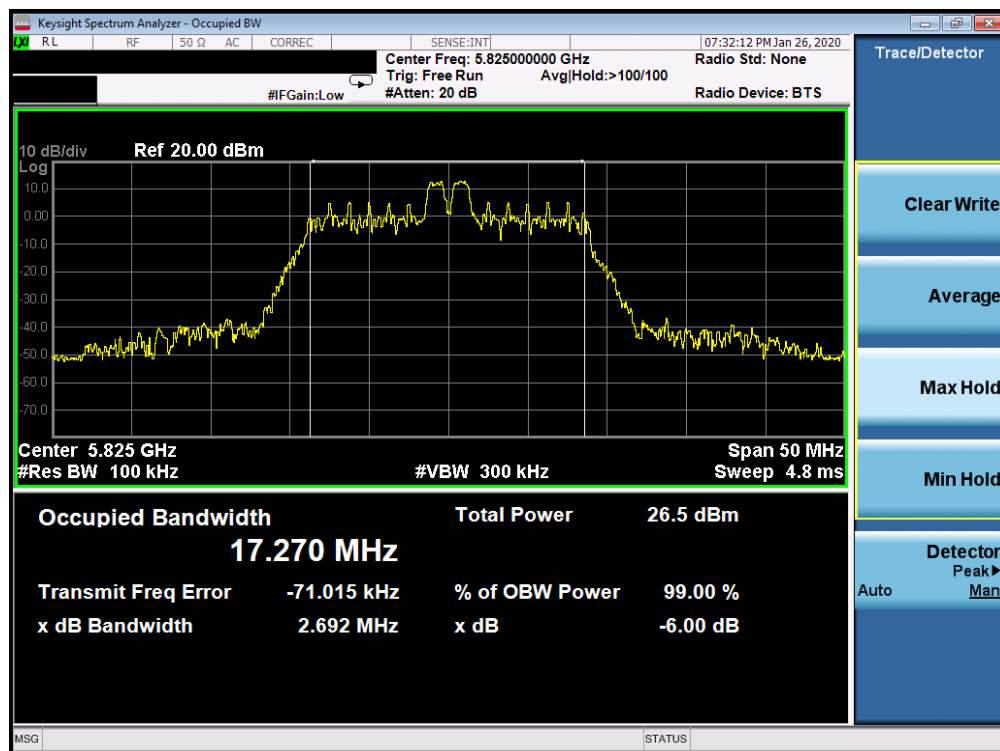 Keysight Spectrum Analyzer - Occupied BW
LXI RL RF 50 Ω AC CORREC SENSE:INT 07:32:12 PM Jan 26, 2020
Center Freq: 5.825000000 GHz Radio Std: None
Trig: Free Run Avg|Hold:>100/100
#IFGain:Low #Atten: 20 dB Radio Device: BTS
Trace/Detector
10 dB/div Ref 20.00 dBm
Log
10.0
0.00
-10.0
-20.0
-30.0
-40.0
-50.0
-60.0
-70.0
Center 5.825 GHz Span 50 MHz
#Res BW 100 kHz #VBW 300 kHz Sweep 4.8 ms
Occupied Bandwidth Total Power 26.5 dBm
17.270 MHz
Transmit Freq Error -71.015 kHz % of OBW Power 99.00 %
x dB Bandwidth 2.692 MHz x dB -6.00 dB
Clear Write
Average
Max Hold
Min Hold
Detector
Peak▶
Auto Man
MSG STATUS